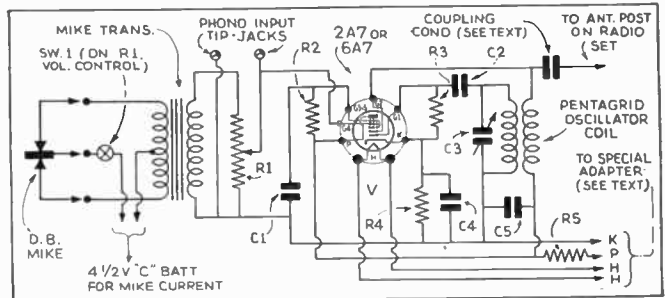 MIKE TRANS.
SW.1 (ON R1.
VOL. CONTROL)
PHONO INPUT
TIP-JACKS
R2
2A7 OR
6A7
COUPLING
COND (SEE TEXT)
R3
C2
TO ANT. POST
ON RADIO
SET
PENTAGRID
OSCILLATOR
COIL
TO SPECIAL
ADAPTER
(SEE TEXT)
G1
G4
P
H
V
R1
C1
R4
C4
C3
C5
R5
K
P
H
H
D.B.
MIKE
4 1/2 V "C" BATT
FOR MIKE CURRENT